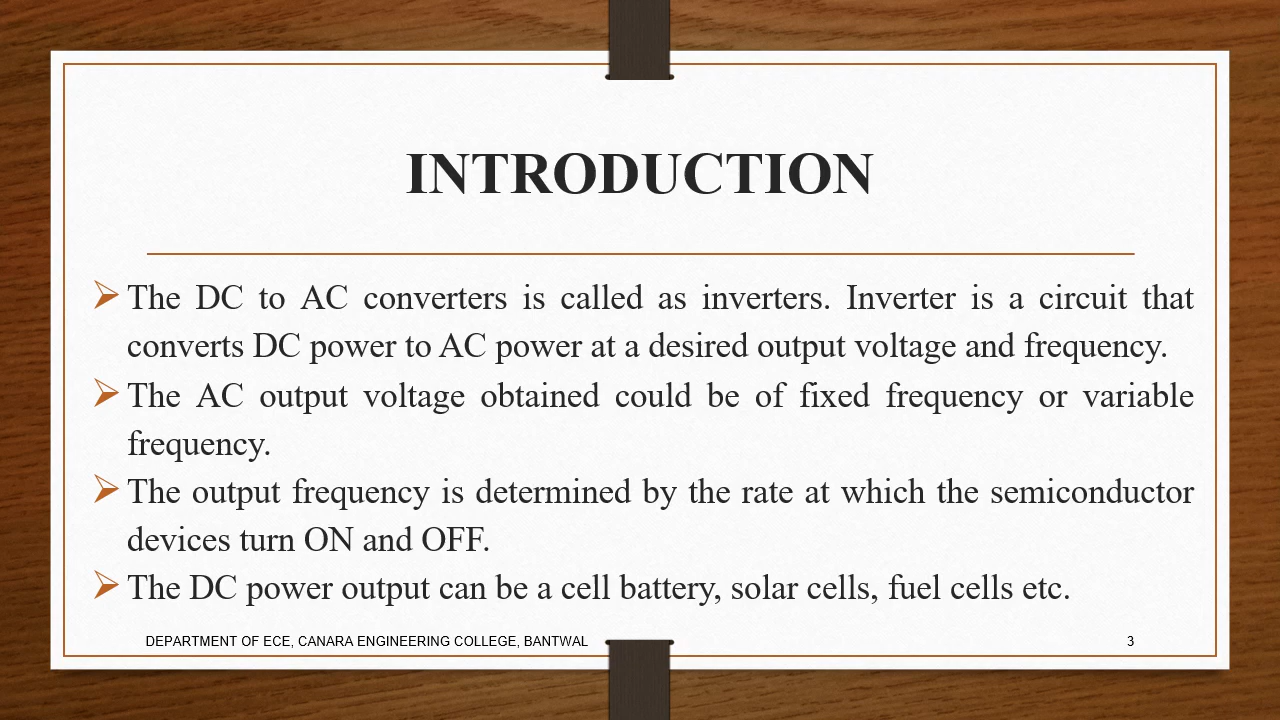 INTRODUCTION
The DC to AC converters is called as inverters. Inverter is a circuit that
converts DC power to AC power at a desired output voltage and frequency.
The AC output voltage obtained could be of fixed frequency or variable
frequency.
The output frequency is determined by the rate at which the semiconductor
devices turn ON and OFF.
The DC power output can be a cell battery, solar cells, fuel cells etc.
DEPARTMENT OF ECE, CANARA ENGINEERING COLLEGE, BANTWAL
3